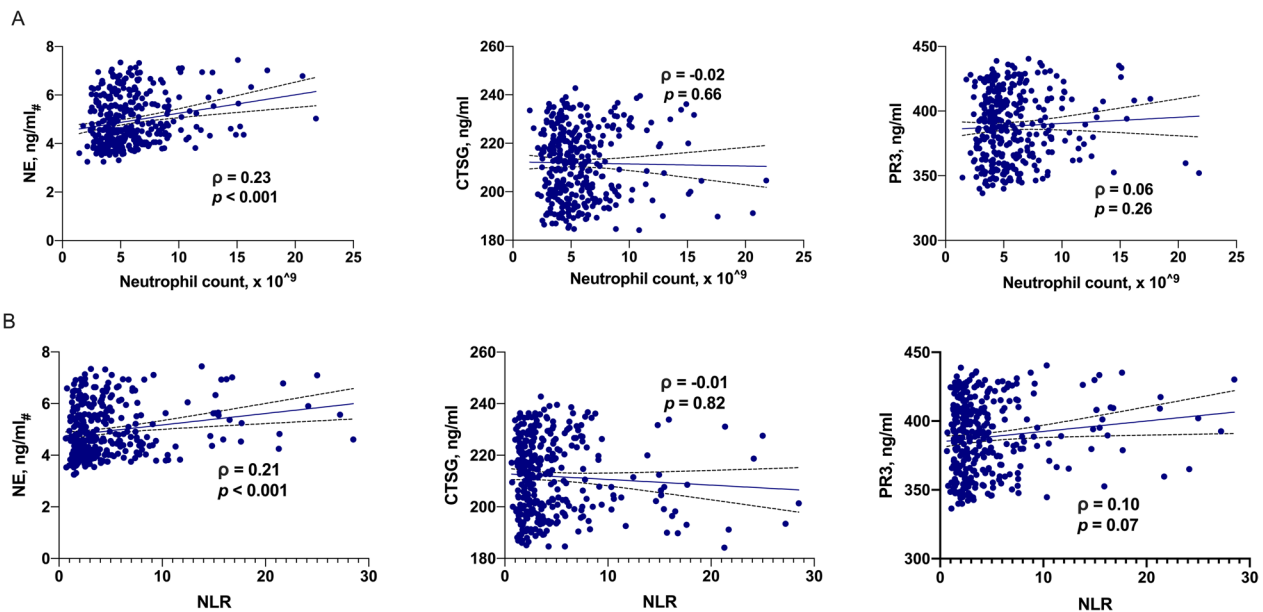 A
NE, ng/ml#
8
6
4
2
0
0 5 10 15 20 25
Neutrophil count, x 10^9
ρ = 0.23
p < 0.001
CTSG, ng/ml
260
240
220
200
180
0 5 10 15 20 25
Neutrophil count, x 10^9
ρ = -0.02
p = 0.66
PR3, ng/ml
450
400
350
300
0 5 10 15 20 25
Neutrophil count, x 10^9
ρ = 0.06
p = 0.26
B
NE, ng/ml#
8
6
4
2
0
0 10 20 30
NLR
ρ = 0.21
p < 0.001
CTSG, ng/ml
260
240
220
200
180
0 10 20 30
NLR
ρ = -0.01
p = 0.82
PR3, ng/ml
450
400
350
300
0 10 20 30
NLR
ρ = 0.10
p = 0.07